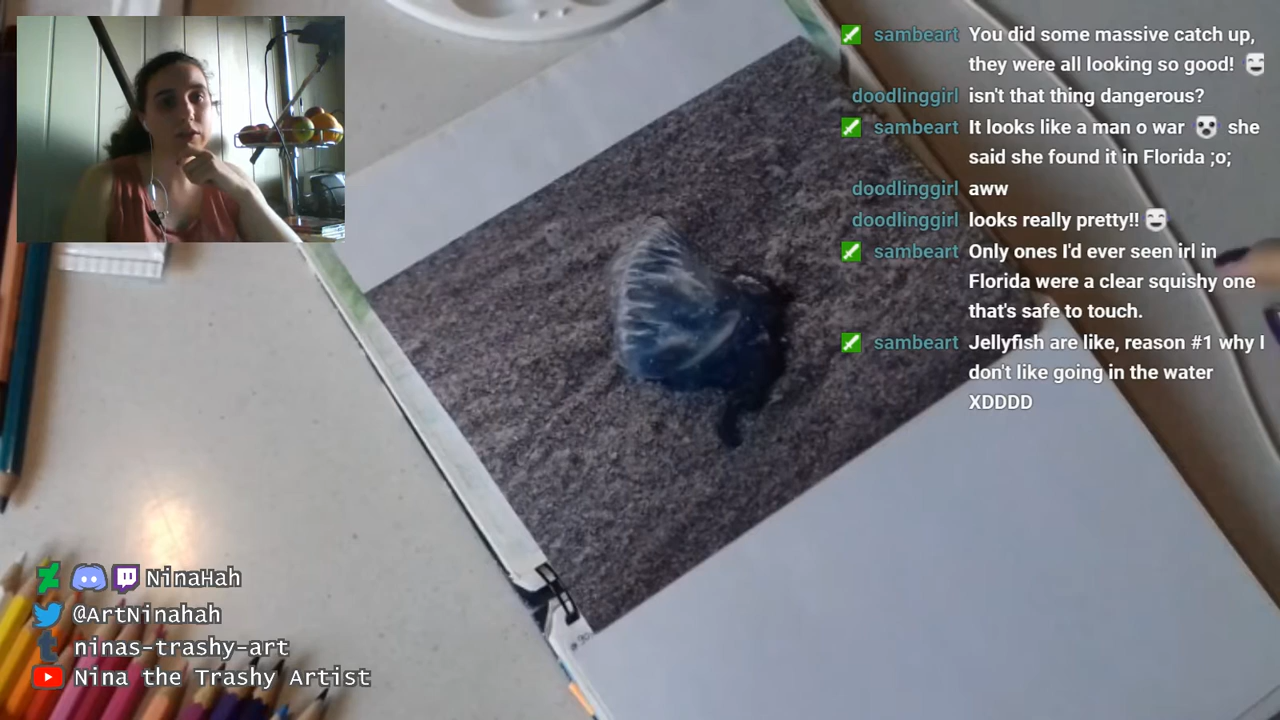 sambeart You did some massive catch up,
they were all looking so good!
doodlinggirl isn't that thing dangerous?
sambeart It looks like a man o war she
said she found it in Florida ;o;
doodlinggirl aww
doodlinggirl looks really pretty!!
sambeart Only ones I'd ever seen irl in
Florida were a clear squishy one
that's safe to touch.
sambeart Jellyfish are like, reason #1 why I
don't like going in the water
XDDDD
NinaHah
@ArtNinahah
ninas-trashy-art
Nina the Trashy Artist